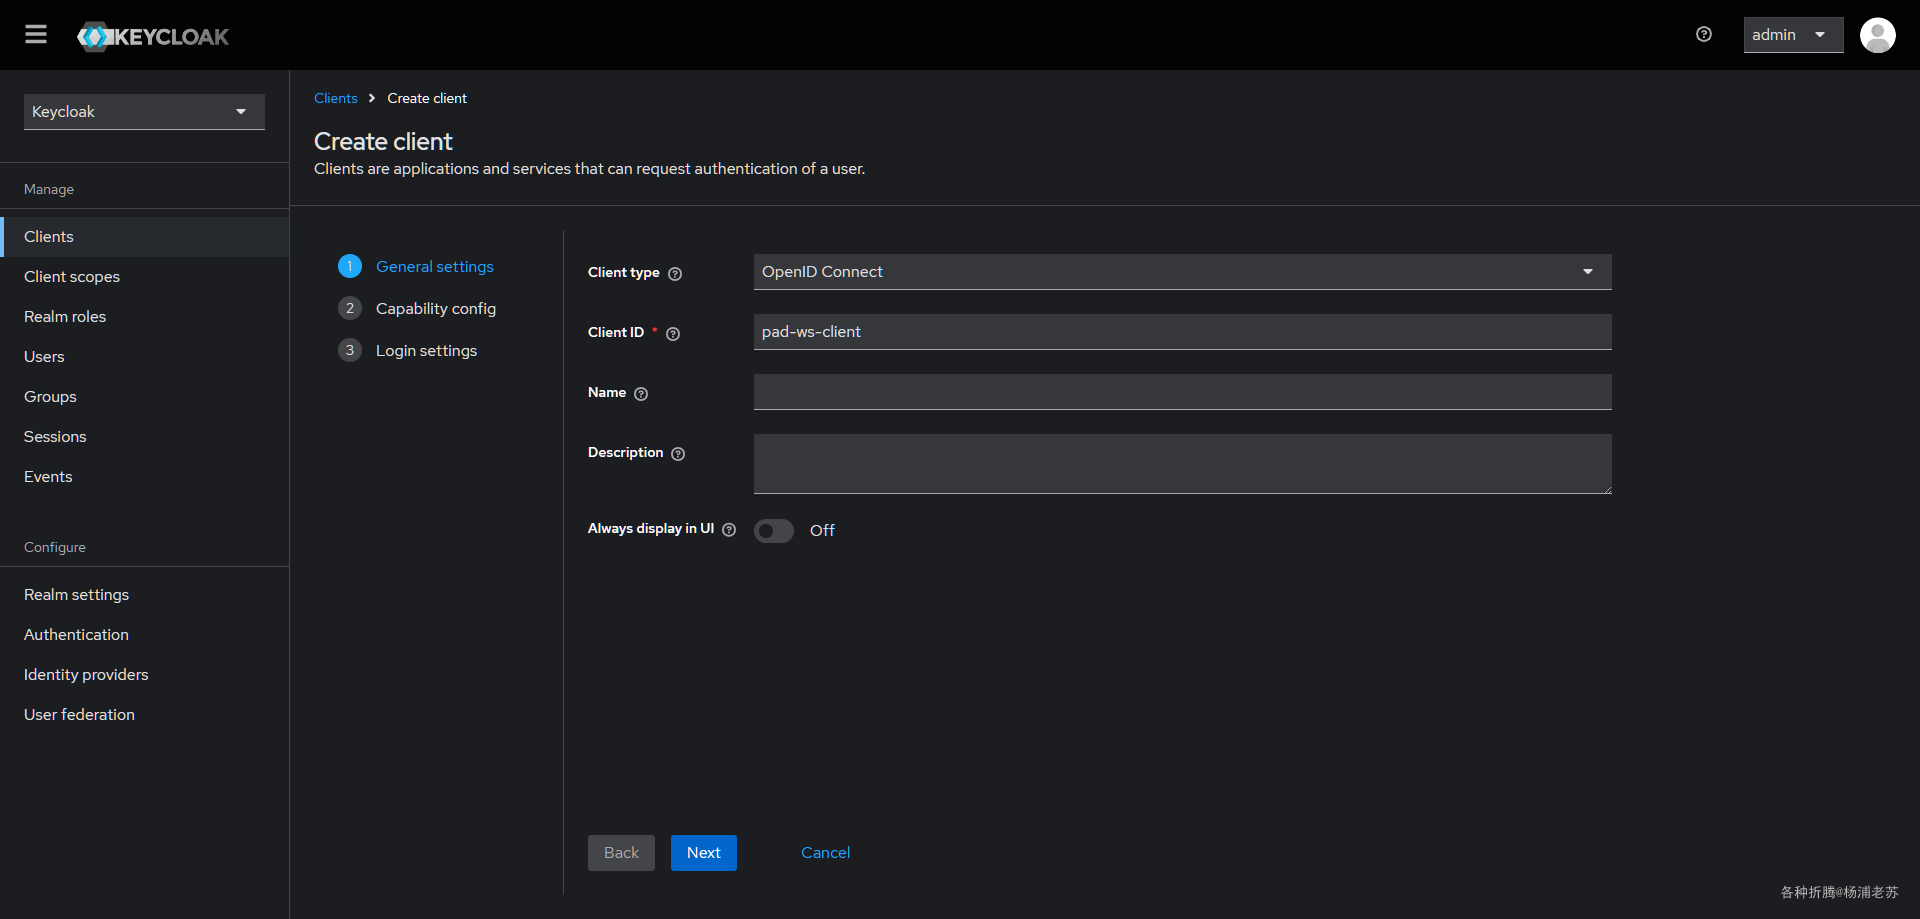 KEYCLOAK
admin
Keycloak
Manage
Clients
Client scopes
Realm roles
Users
Groups
Sessions
Events
Configure
Realm settings
Authentication
Identity providers
User federation
Clients > Create client
Create client
Clients are applications and services that can request authentication of a user.
1 General settings
2 Capability config
3 Login settings
Client type ? OpenID Connect
Client ID * ? pad-ws-client
Name ?
Description ?
Always display in UI ? Off
Back Next Cancel
各种折腾@杨浦老苏